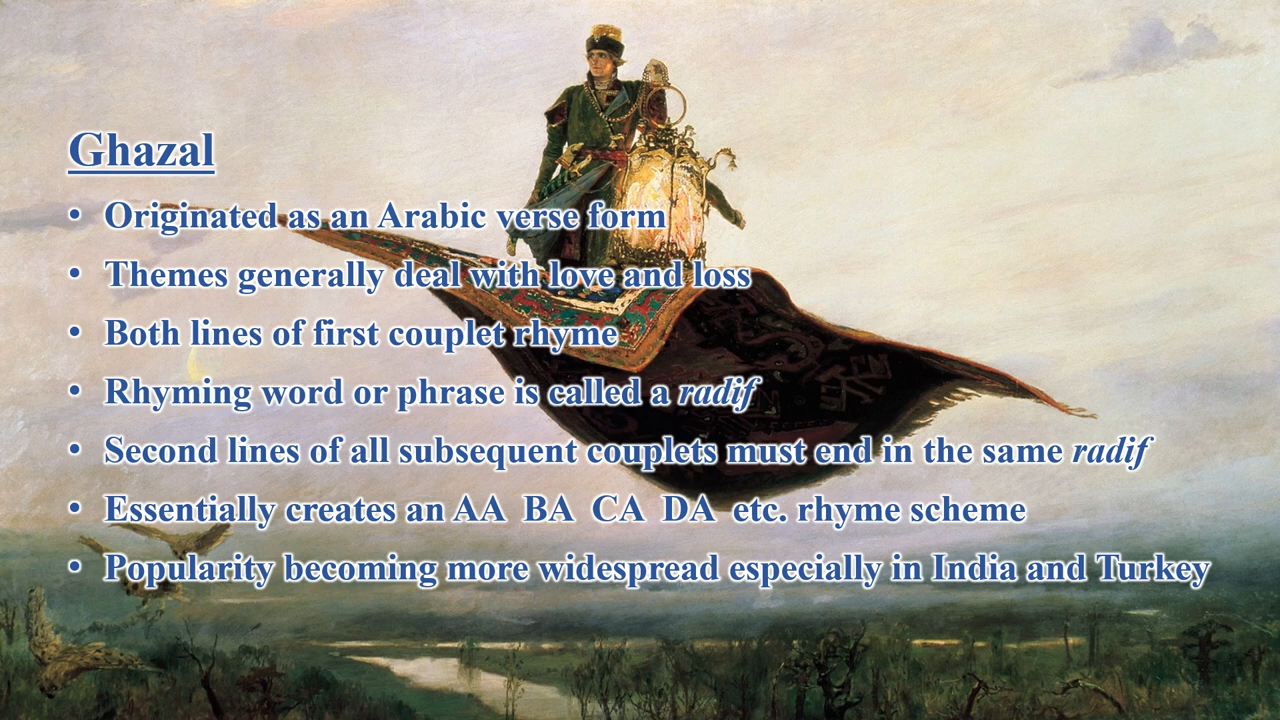 Ghazal
• Originated as an Arabic verse form
• Themes generally deal with love and loss
• Both lines of first couplet rhyme
• Rhyming word or phrase is called a radif
• Second lines of all subsequent couplets must end in the same radif
• Essentially creates an AA  BA  CA  DA  etc. rhyme scheme
• Popularity becoming more widespread especially in India and Turkey